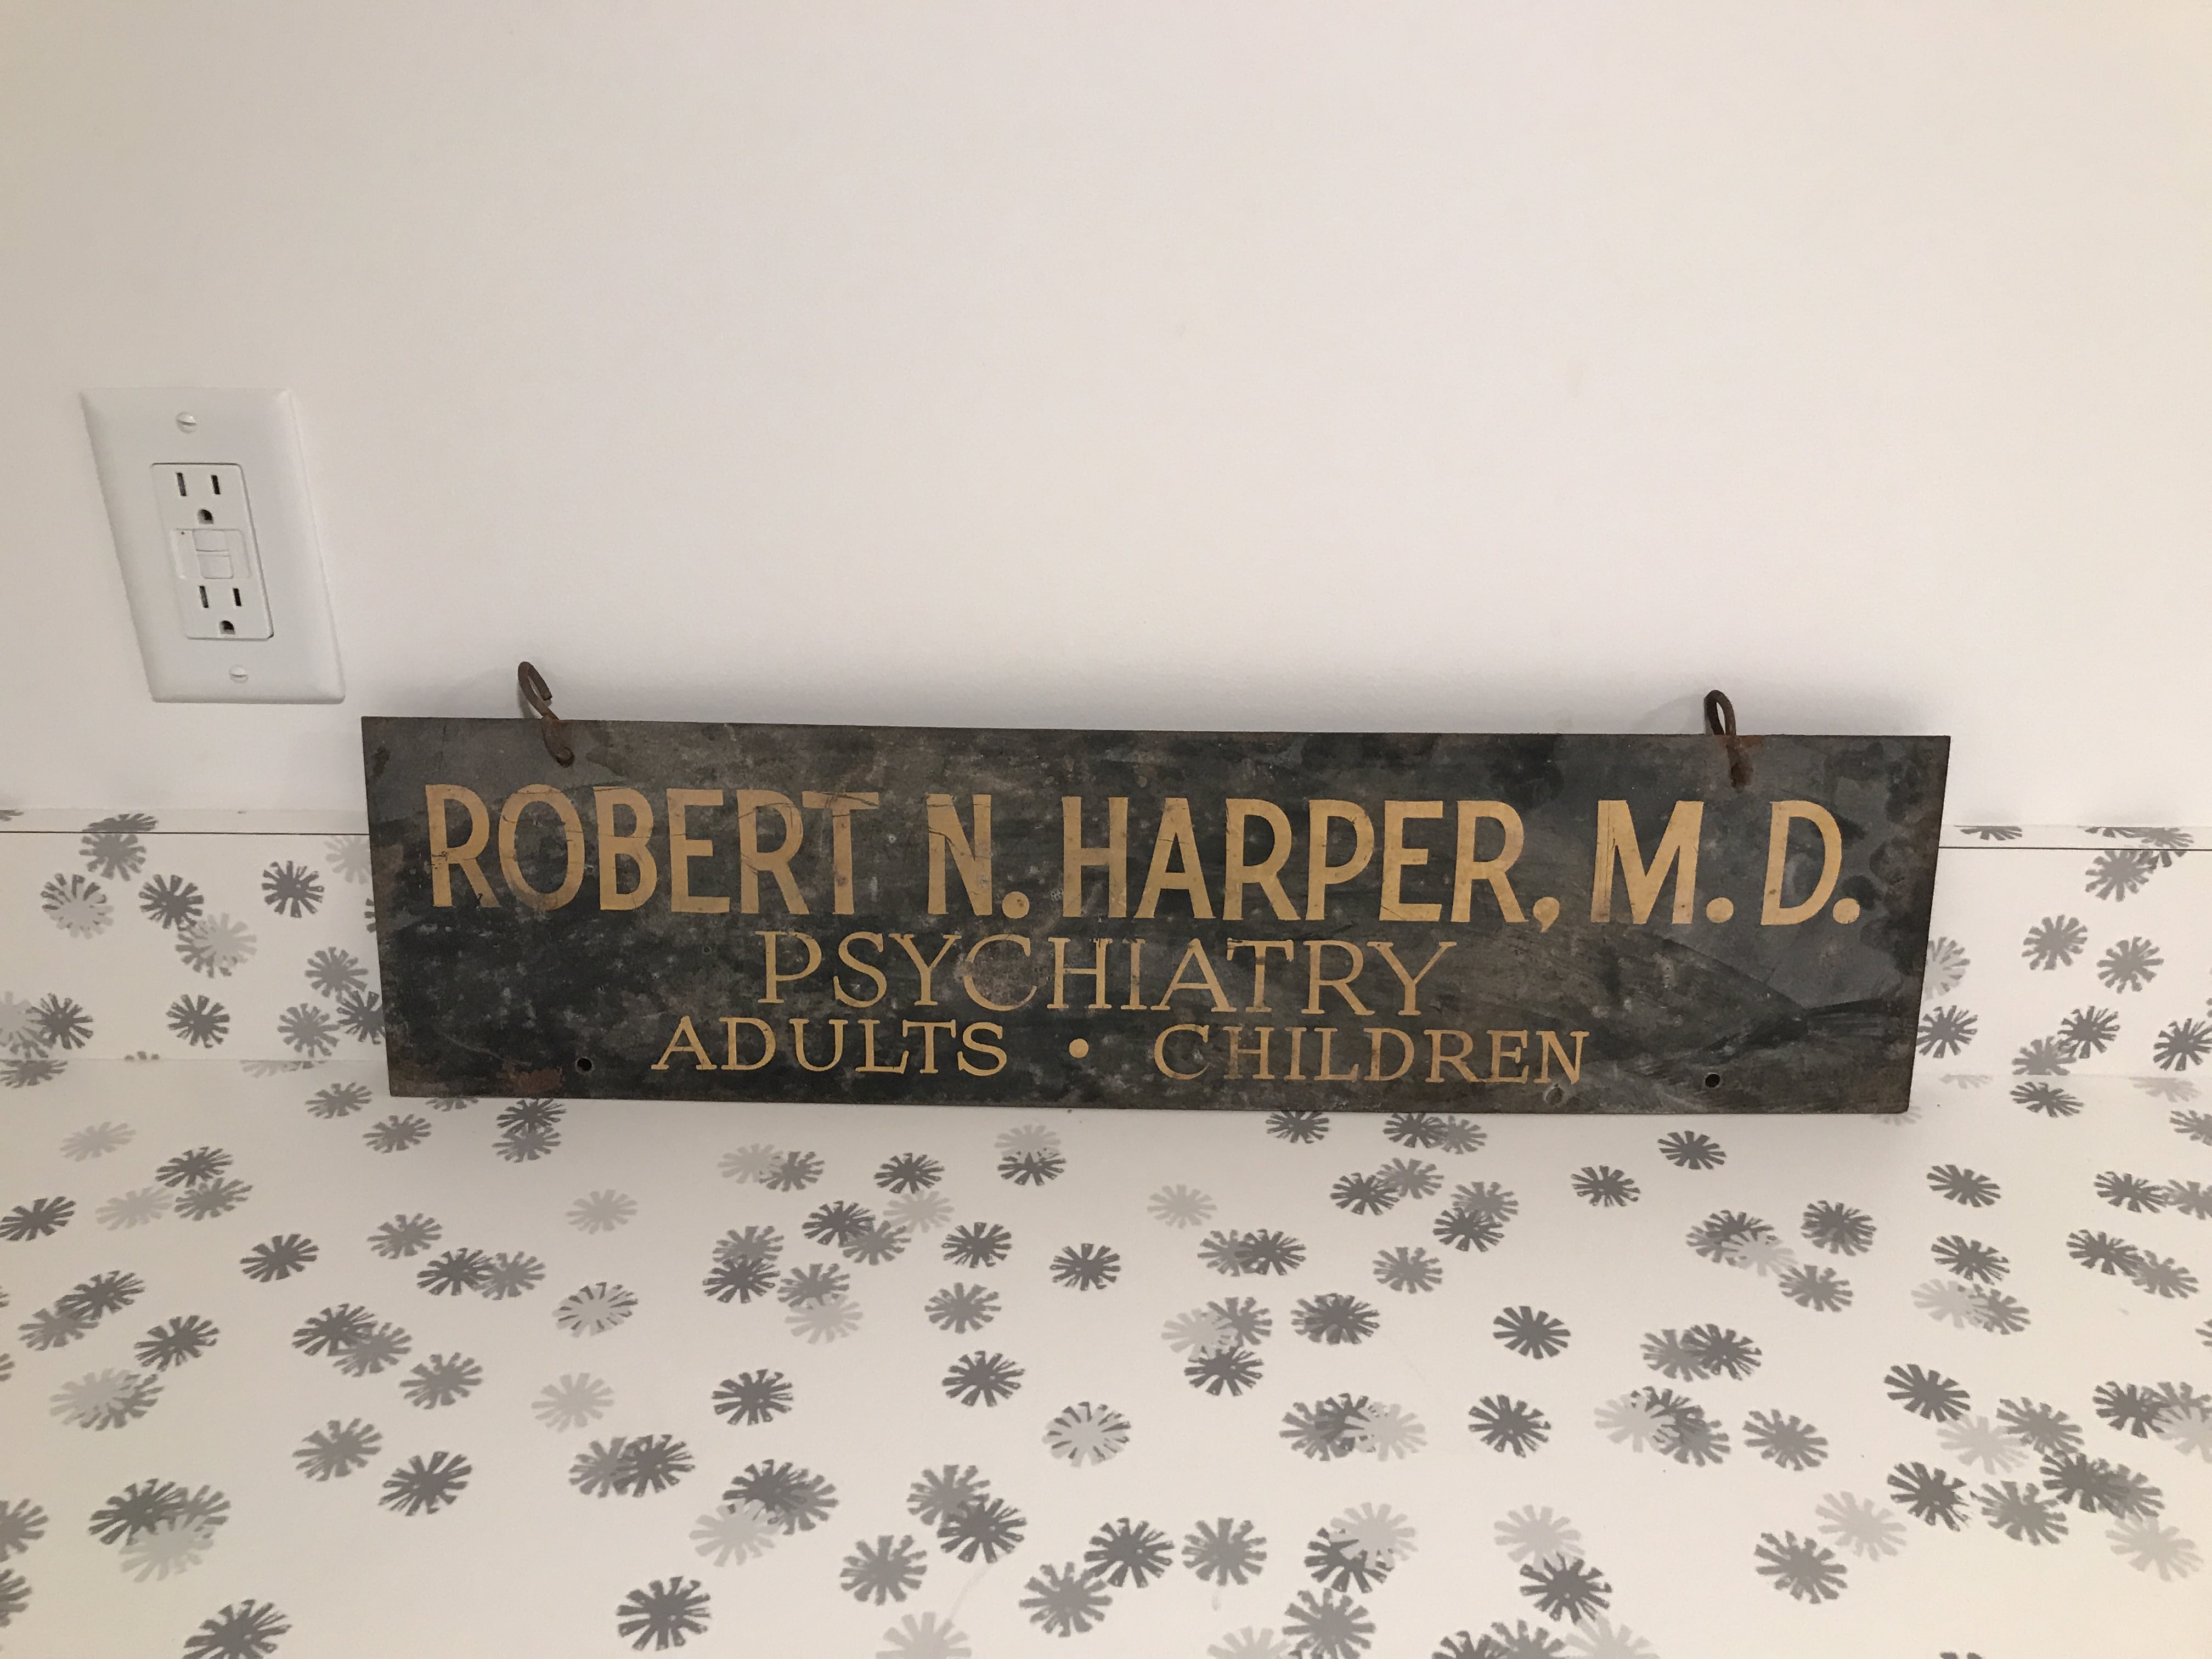 ROBERT N. HARPER, M.D.
PSYCHIATRY
ADULTS • CHILDREN